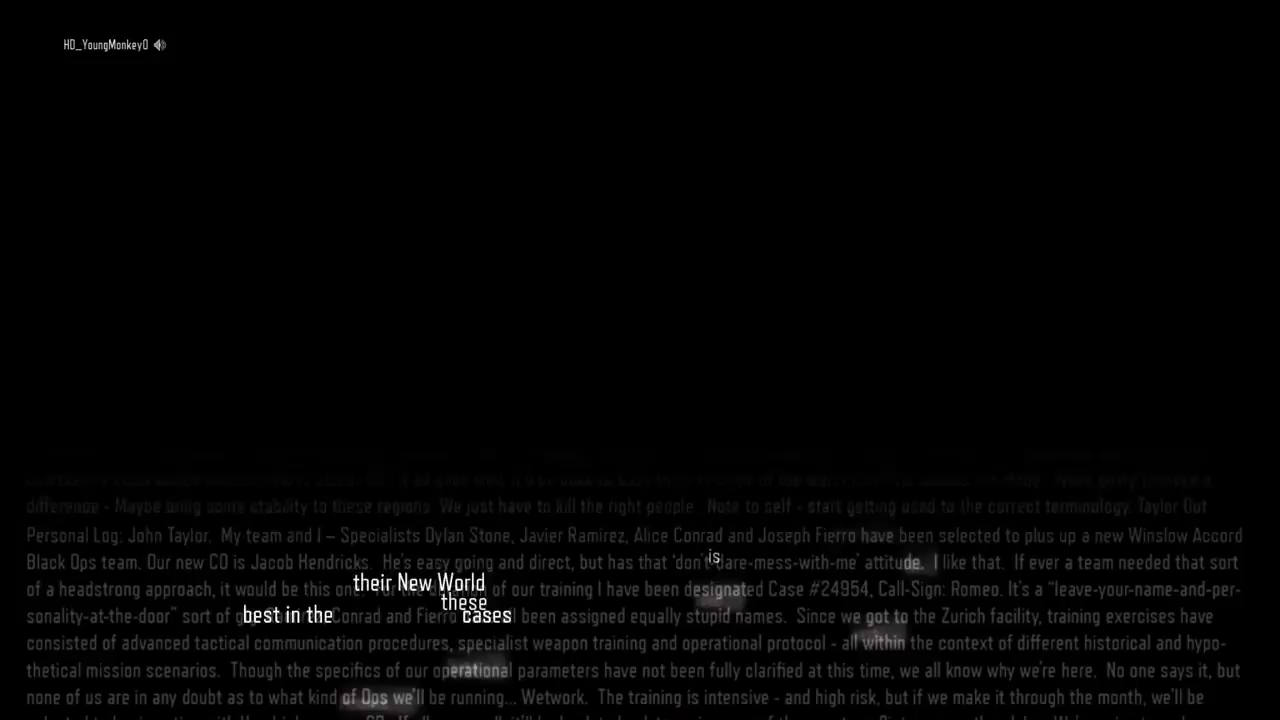 HD_YoungMonkey0
difference - Maybe bring some stability to these regions. We just have to kill the right people. Note to self - start getting used to the correct terminology. Taylor Out
Personal Log: John Taylor. My team and I – Specialists Dylan Stone, Javier Ramirez, Alice Conrad and Joseph Fierro have been selected to plus up a new Winslow Accord
is
Black Ops team. Our new CO is Jacob Hendricks. He's easy going and direct, but has that 'don't dare-mess-with-me' attitude. I like that. If ever a team needed that sort
their New World
of a headstrong approach, it would be this one. of our training I have been designated Case #24954, Call-Sign: Romeo. It's a "leave-your-name-and-per-
these
best in the
cases
sonality-at-the-door" sort of Conrad and Fierro been assigned equally stupid names. Since we got to the Zurich facility, training exercises have
consisted of advanced tactical communication procedures, specialist weapon training and operational protocol - all within the context of different historical and hypo-
thetical mission scenarios. Though the specifics of our operational parameters have not been fully clarified at this time, we all know why we're here. No one says it, but
none of us are in any doubt as to what kind of Ops we'll be running... Wetwork. The training is intensive - and high risk, but if we make it through the month, we'll be